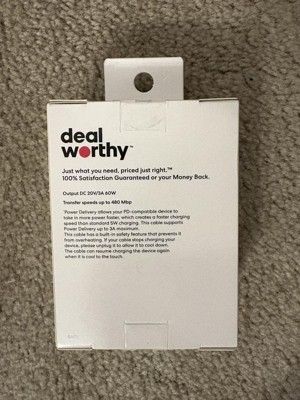 deal
worthy™
Just what you need, priced just right.™
100% Satisfaction Guaranteed or your Money Back.
Output DC 20V/3A 60W
Transfer speeds up to 480 Mbp
*Power Delivery allows your PD-compatible device to
take in more power faster, which creates a faster charging
speed than standard 5W charging. This cable supports
Power Delivery up to 3A maximum.
This cable has a built-in safety feature that prevents it
from overheating. If your cable stops charging your
device, please unplug it to allow it to cool down.
The cable can resume charging the device again
when it is cool to the touch.